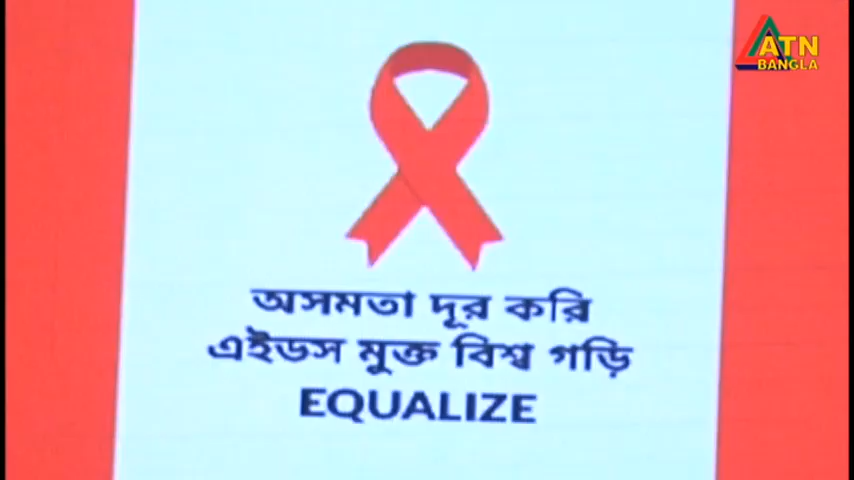 ATN
BANGLA
অসমতা দূর করি
এইডস মুক্ত বিশ্ব গড়ি
EQUALIZE